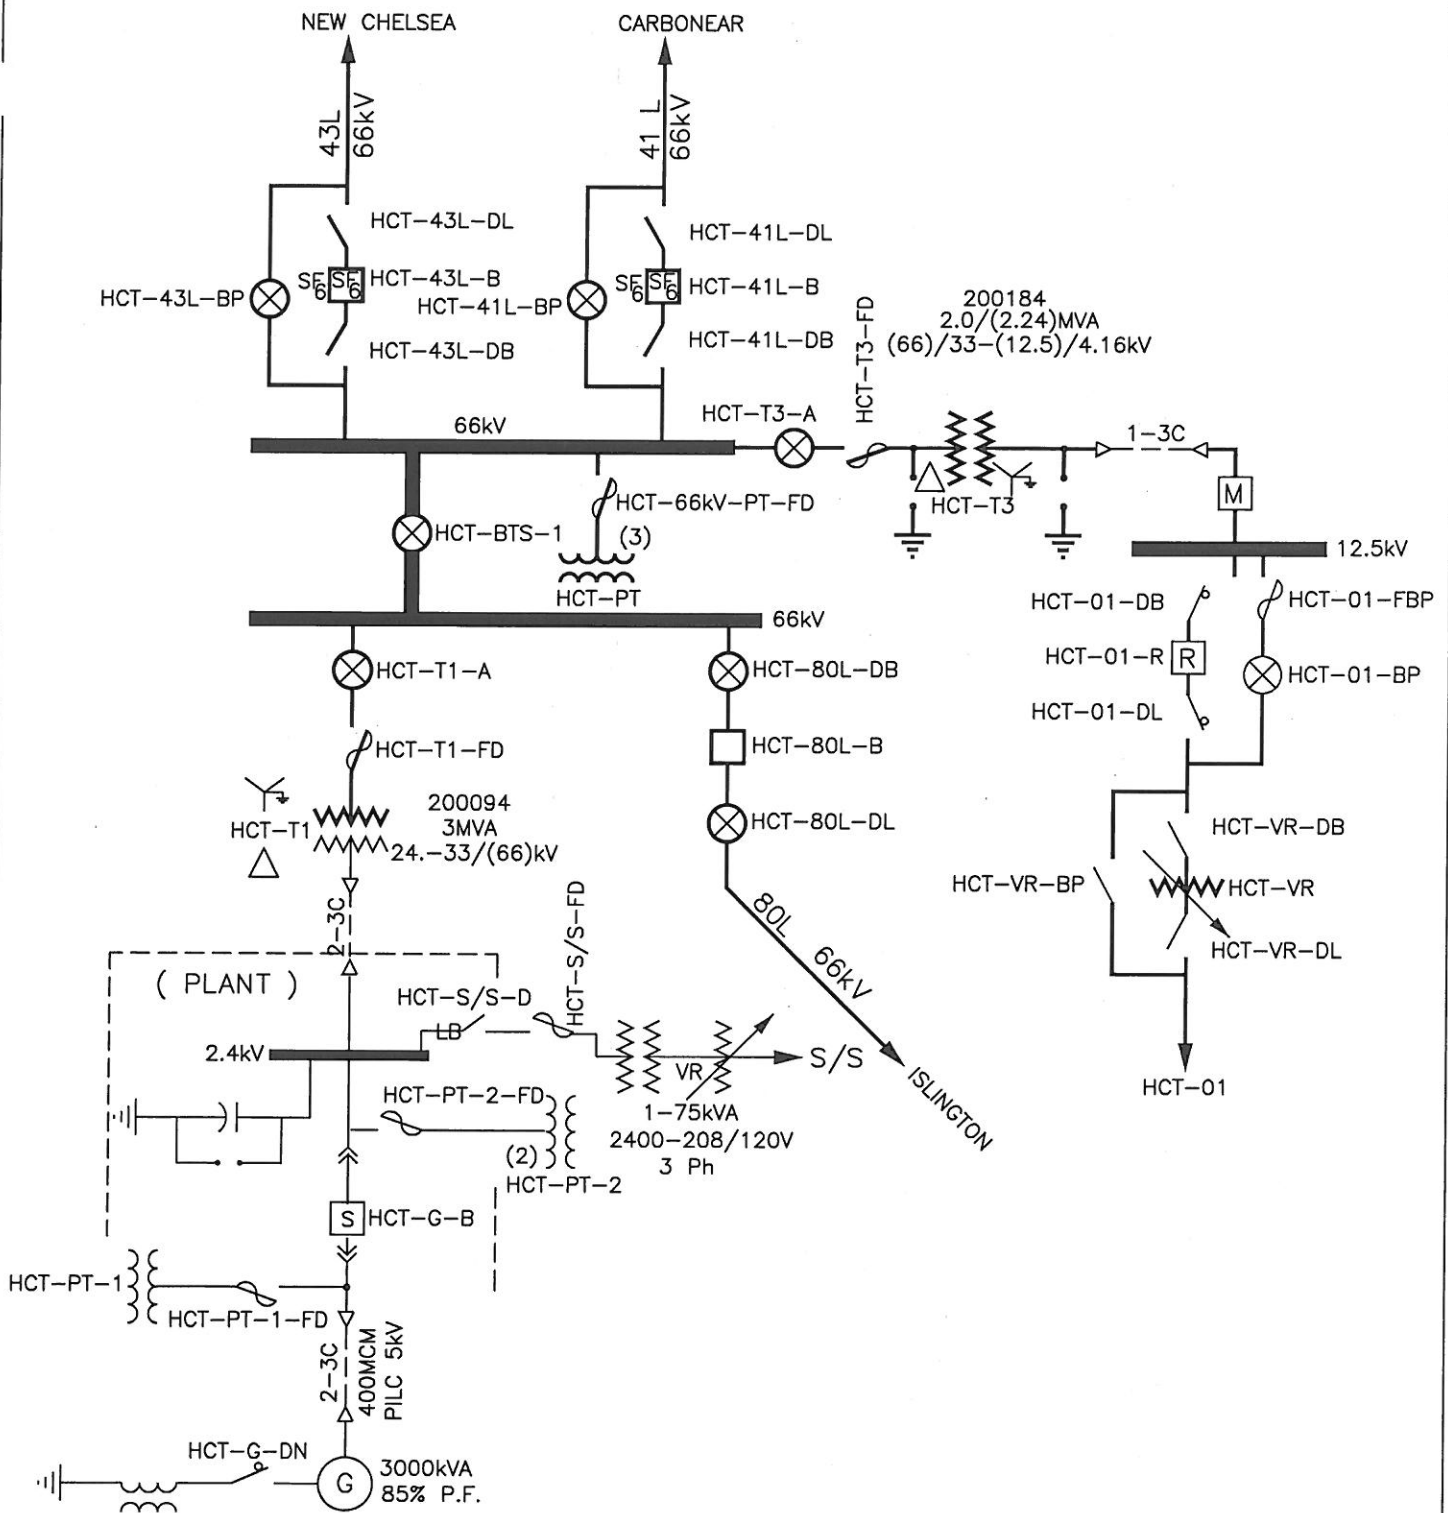 NEW CHELSEA
CARBONEAR
43L
66kV
41 L
66kV
HCT-43L-DL
HCT-41L-DL
SF6
SF6
HCT-43L-B
SF6
SF6
HCT-41L-B
HCT-43L-BP
HCT-41L-BP
HCT-43L-DB
HCT-41L-DB
HCT-T3-FD
200184
2.0/(2.24)MVA
(66)/33-(12.5)/4.16kV
HCT-T3-A
66kV
1-3C
HCT-T3
M
HCT-66kV-PT-FD
HCT-BTS-1
(3)
HCT-PT
12.5kV
66kV
HCT-01-DB
HCT-01-FBP
HCT-01-R
R
HCT-01-BP
HCT-01-DL
HCT-T1-A
HCT-80L-DB
HCT-T1-FD
HCT-80L-B
HCT-T1
200094
3MVA
24.-33/(66)kV
HCT-80L-DL
HCT-VR-DB
HCT-VR-BP
HCT-VR
HCT-VR-DL
2-3C
HCT-S/S-FD
80L
66kV
( PLANT )
HCT-S/S-D
LB
2.4kV
VR
S/S
ISLINGTON
HCT-01
HCT-PT-2-FD
1-75kVA
2400-208/120V
3 Ph
(2)
HCT-PT-2
S
HCT-G-B
HCT-PT-1
HCT-PT-1-FD
2-3C
400MCM
PILC 5kV
HCT-G-DN
G
3000kVA
85% P.F.